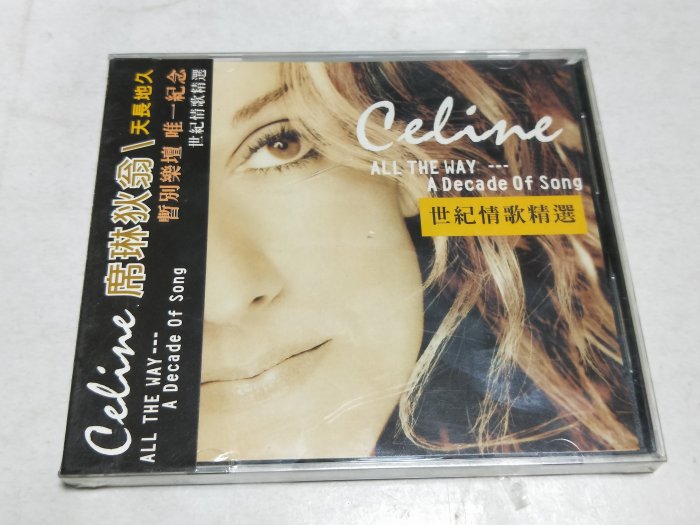 Celine
ALL THE WAY ---
A Decade Of Song
世紀情歌精選
Celine 席琳狄翁\天長地久
暫別樂壇 唯一紀念
世紀情歌精選
ALL THE WAY---
A Decade Of Song